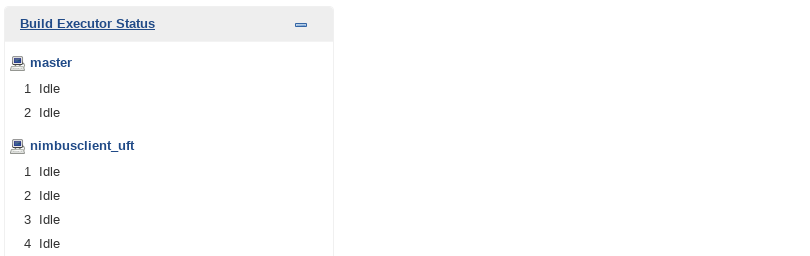 Build Executor Status
master
1 Idle
2 Idle
nimbusclient_uft
1 Idle
2 Idle
3 Idle
4 Idle